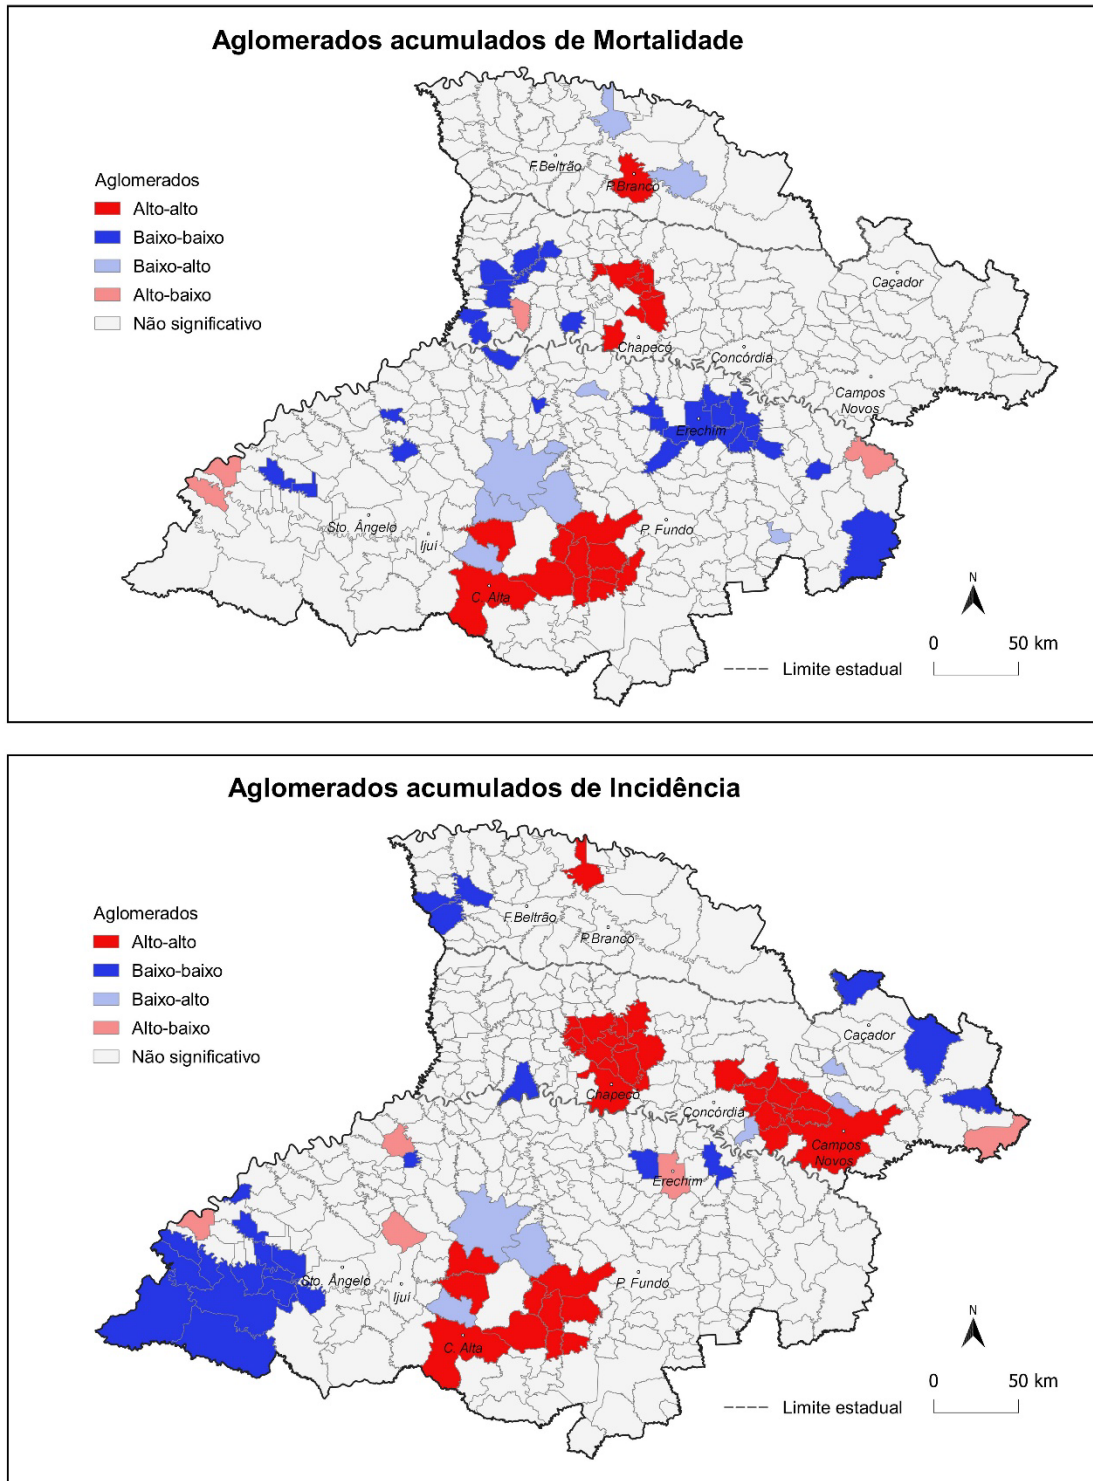 Aglomerados acumulados de Mortalidade
Aglomerados
Alto-alto
Baixo-baixo
Baixo-alto
Alto-baixo
Não significativo
F.Beltrão
P.Branco
Caçador
Chapecó
Concórdia
Campos
Novos
Erechim
Sto. Ângelo
Ijuí
P. Fundo
C. Alta
N
0 50 km
Limite estadual
Aglomerados acumulados de Incidência
Aglomerados
Alto-alto
Baixo-baixo
Baixo-alto
Alto-baixo
Não significativo
F.Beltrão
P.Branco
Caçador
Chapecó
Concórdia
Campos
Novos
Erechim
Sto. Ângelo
Ijuí
P. Fundo
C. Alta
N
0 50 km
Limite estadual